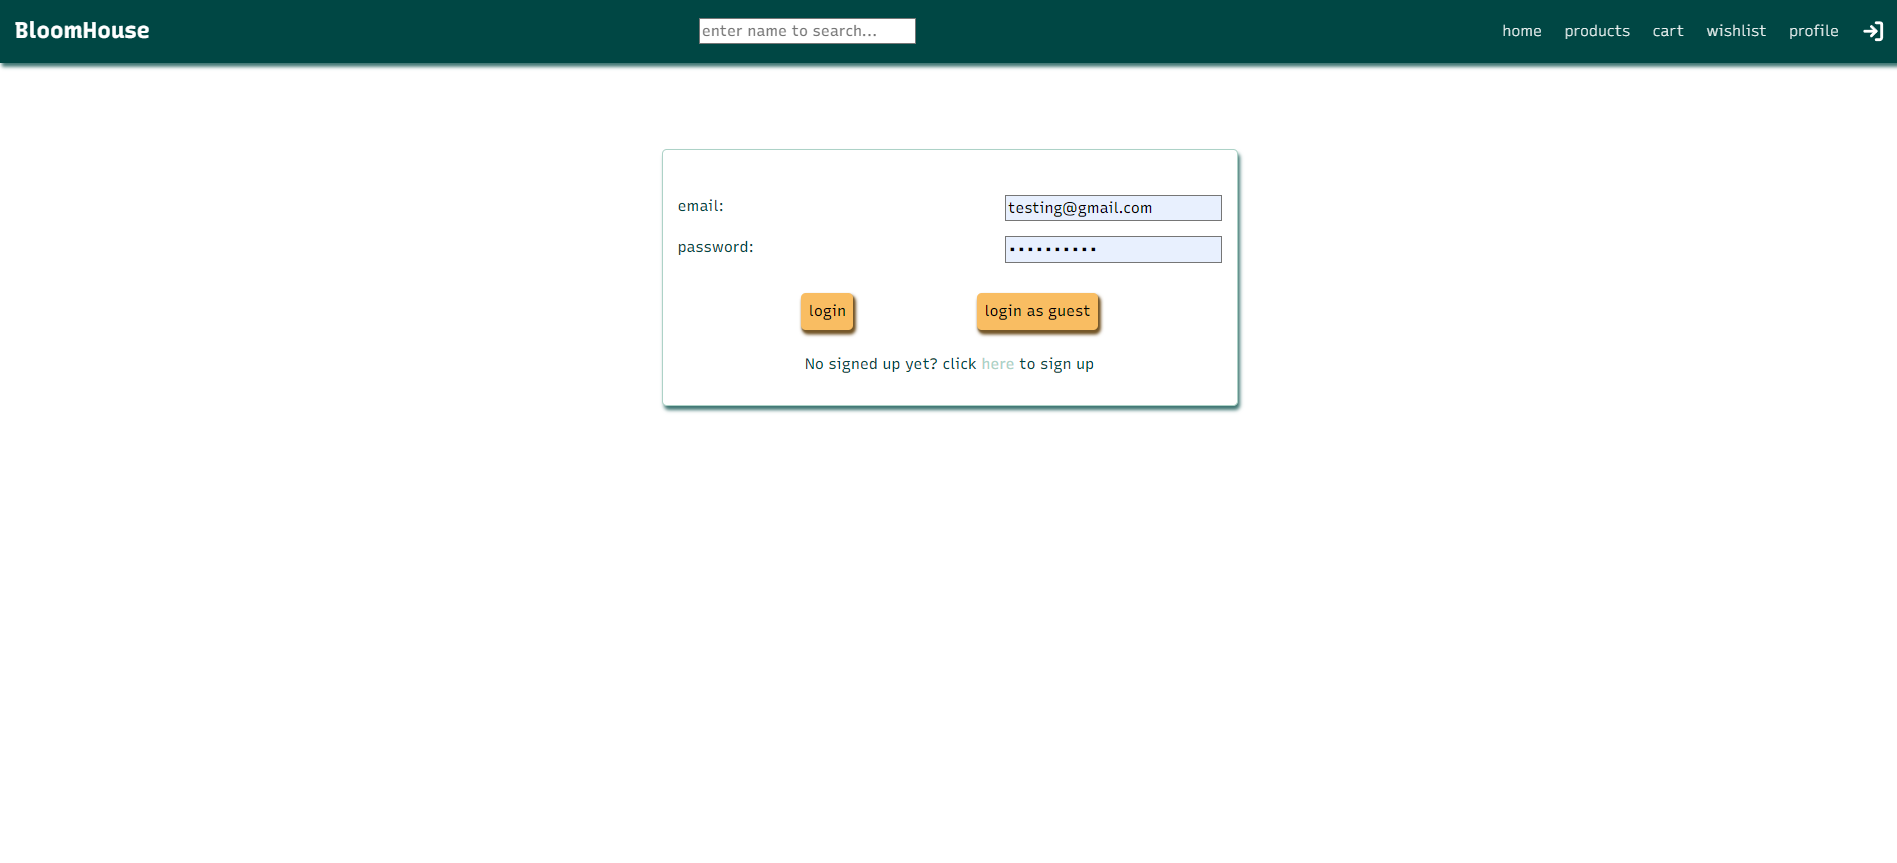 BloomHouse
enter name to search...
home products cart wishlist profile
email: testing@gmail.com
password: ••••••••••
login login as guest
No signed up yet? click here to sign up